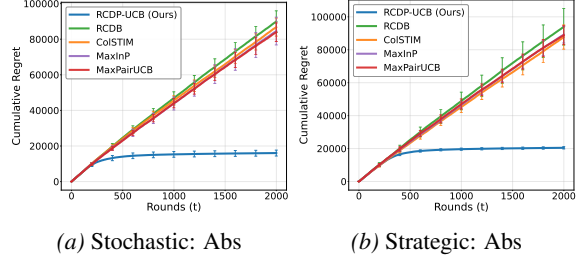 RCDP-UCB (Ours)
RCDB
ColSTIM
MaxInP
MaxPairUCB
Cumulative Regret
100000
80000
60000
40000
20000
0
0
500
1000
1500
2000
Rounds (t)
(a) Stochastic: Abs
RCDP-UCB (Ours)
RCDB
ColSTIM
MaxInP
MaxPairUCB
Cumulative Regret
100000
80000
60000
40000
20000
0
0
500
1000
1500
2000
Rounds (t)
(b) Strategic: Abs